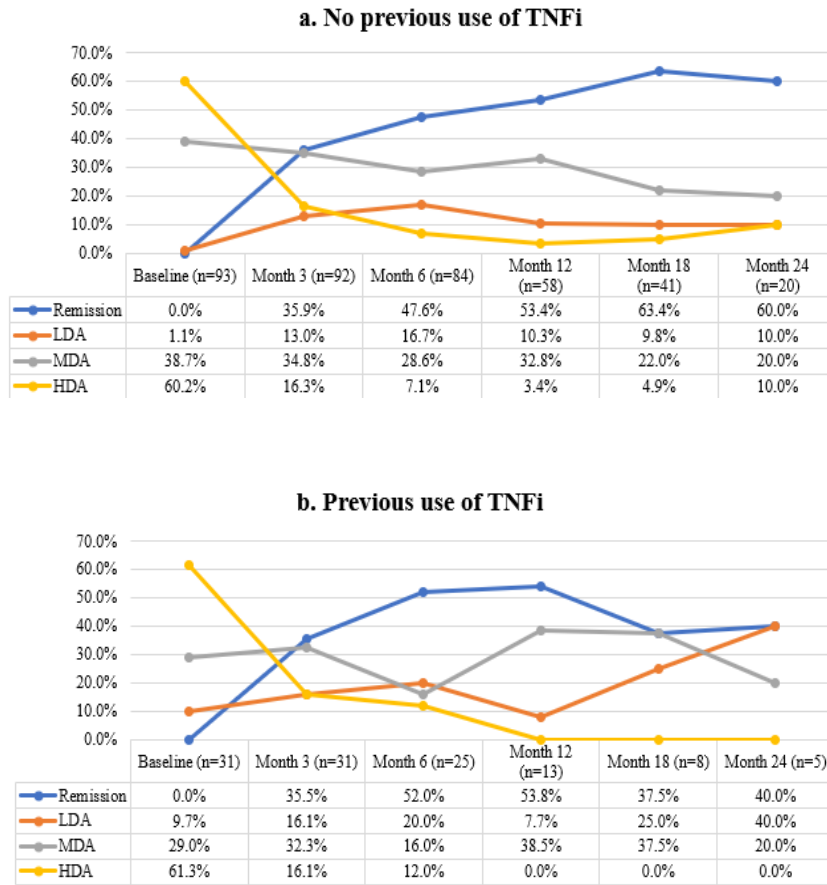 a. No previous use of TNFi
70.0%
60.0%
50.0%
40.0%
30.0%
20.0%
10.0%
0.0%
Baseline (n=93) Month 3 (n=92) Month 6 (n=84) Month 12 (n=58) Month 18 (n=41) Month 24 (n=20)
Remission 0.0% 35.9% 47.6% 53.4% 63.4% 60.0%
LDA 1.1% 13.0% 16.7% 10.3% 9.8% 10.0%
MDA 38.7% 34.8% 28.6% 32.8% 22.0% 20.0%
HDA 60.2% 16.3% 7.1% 3.4% 4.9% 10.0%
b. Previous use of TNFi
70.0%
60.0%
50.0%
40.0%
30.0%
20.0%
10.0%
0.0%
Baseline (n=31) Month 3 (n=31) Month 6 (n=25) Month 12 (n=13) Month 18 (n=8) Month 24 (n=5)
Remission 0.0% 35.5% 52.0% 53.8% 37.5% 40.0%
LDA 9.7% 16.1% 20.0% 7.7% 25.0% 40.0%
MDA 29.0% 32.3% 16.0% 38.5% 37.5% 20.0%
HDA 61.3% 16.1% 12.0% 0.0% 0.0% 0.0%